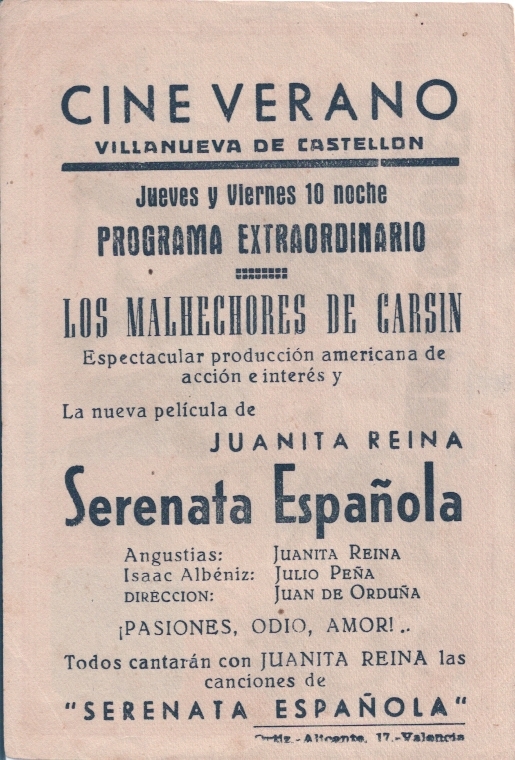 CINE VERANO
VILLANUEVA DE CASTELLON
Jueves y Viernes 10 noche
PROGRAMA EXTRAORDINARIO
LOS MALHECHORES DE CARSIN
Espectacular producción americana de
acción e interés y
La nueva película de
JUANITA REINA
Serenata Española
Angustias: JUANITA REINA
Isaac Albéniz: JULIO PEÑA
DIRECCION: JUAN DE ORDUÑA
¡PASIONES, ODIO, AMOR!..
Todos cantarán con JUANITA REINA las
canciones de
"SERENATA ESPAÑOLA"
Ortiz.-Alicante, 17.-Valencia